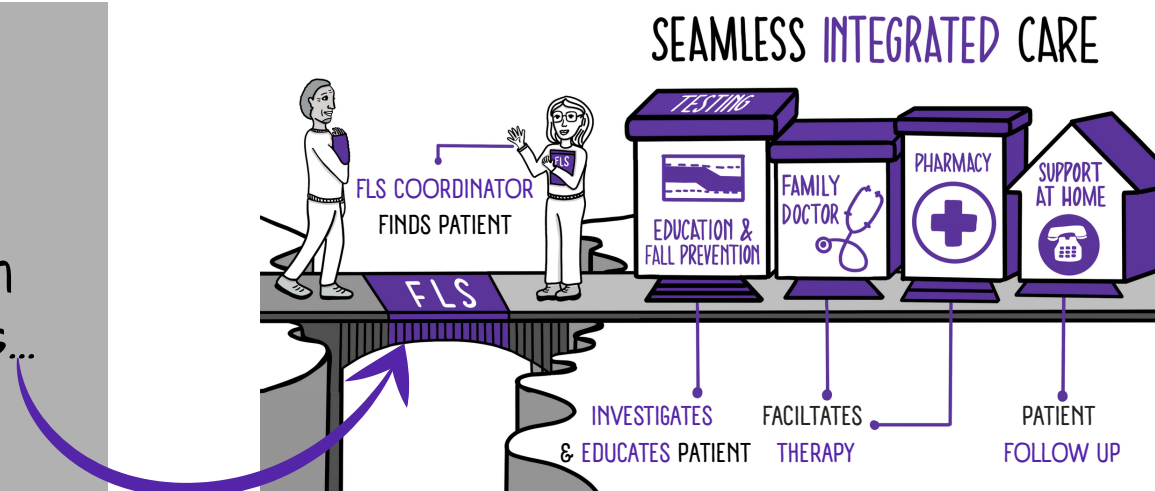 SEAMLESS INTEGRATED CARE
TESTING
EDUCATION &
FALL PREVENTION
FAMILY
DOCTOR
PHARMACY
SUPPORT
AT HOME
FLS COORDINATOR
FINDS PATIENT
FLS
FLS
INVESTIGATES
& EDUCATES PATIENT
FACILTATES
THERAPY
PATIENT
FOLLOW UP